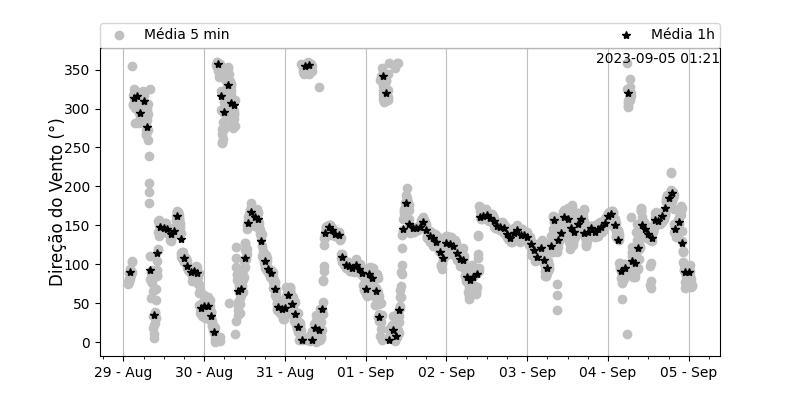 Média 5 min
Média 1h
2023-09-05 01:21
Direção do Vento (°)
350
300
250
200
150
100
50
0
29 - Aug
30 - Aug
31 - Aug
01 - Sep
02 - Sep
03 - Sep
04 - Sep
05 - Sep